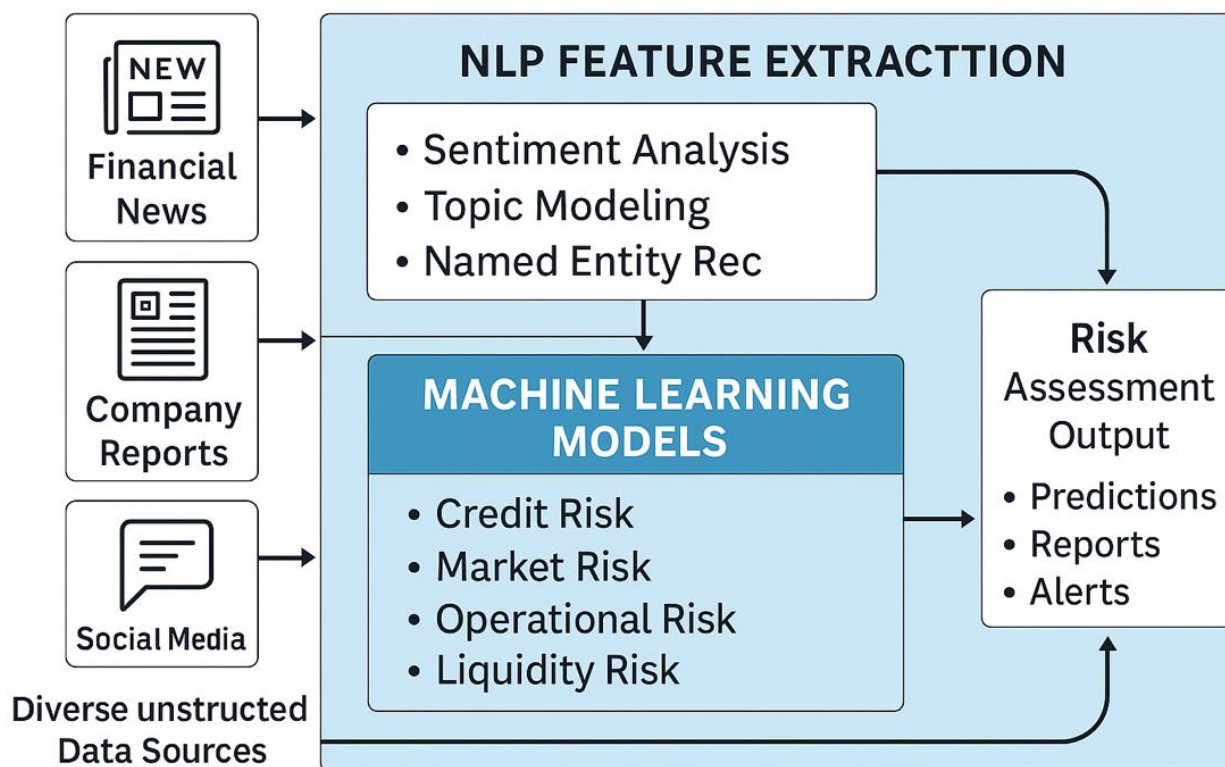 NEW
Financial
News
Company
Reports
Social Media
Diverse unstructed
Data Sources
NLP FEATURE EXTRACTTION
• Sentiment Analysis
• Topic Modeling
• Named Entity Rec
MACHINE LEARNING
MODELS
• Credit Risk
• Market Risk
• Operational Risk
• Liquidity Risk
Risk
Assessment
Output
• Predictions
• Reports
• Alerts